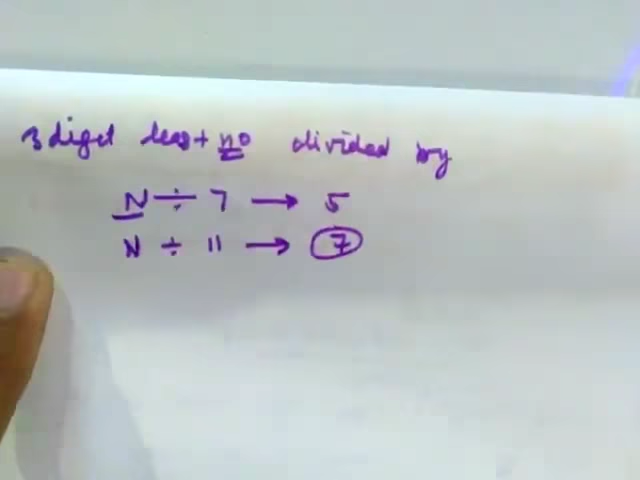 3 digit least no divided by
N ÷ 7 → 5
N ÷ 11 → 7